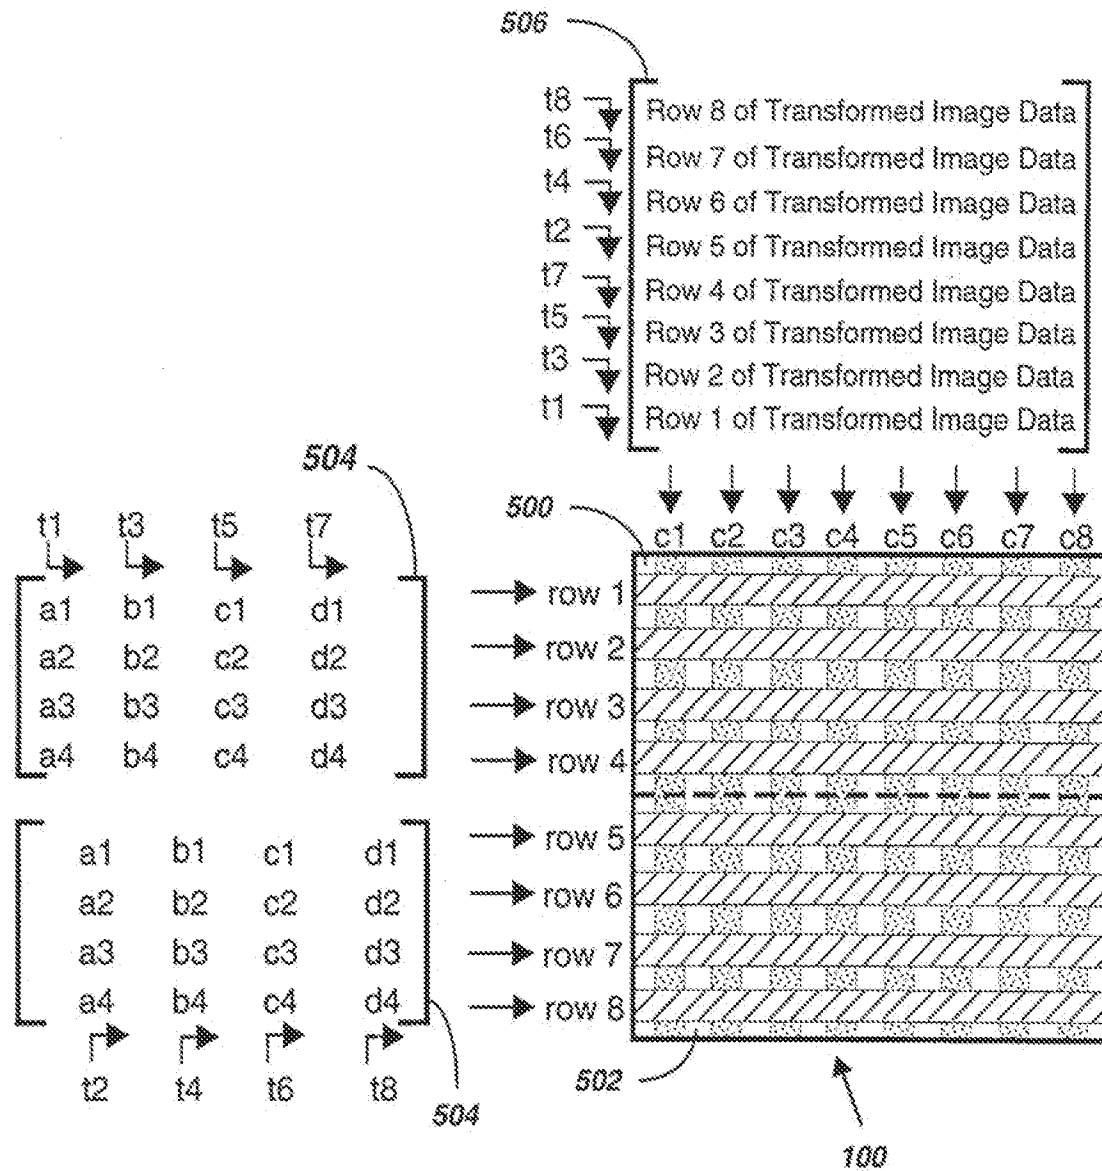 506
t8 Row 8 of Transformed Image Data
t6 Row 7 of Transformed Image Data
t4 Row 6 of Transformed Image Data
t2 Row 5 of Transformed Image Data
t7 Row 4 of Transformed Image Data
t5 Row 3 of Transformed Image Data
t3 Row 2 of Transformed Image Data
t1 Row 1 of Transformed Image Data
504
500
t1 t3 t5 t7
c1 c2 c3 c4 c5 c6 c7 c8
a1 b1 c1 d1 row 1
a2 b2 c2 d2 row 2
a3 b3 c3 d3 row 3
a4 b4 c4 d4 row 4
a1 b1 c1 d1 row 5
a2 b2 c2 d2 row 6
a3 b3 c3 d3 row 7
a4 b4 c4 d4 row 8
t2 t4 t6 t8
504
502
100